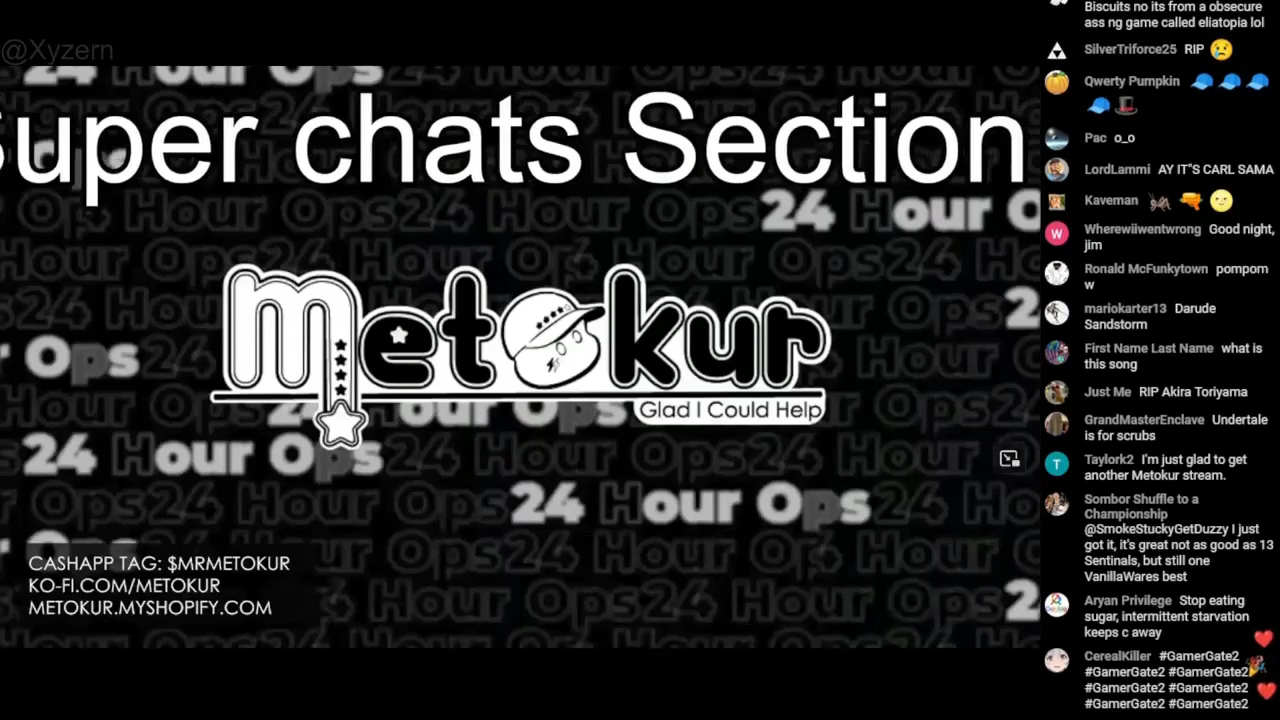 @Xyzern
Super chats Section
24 Hour Ops
metokur
Glad I Could Help
24 Hour Ops
24 Hour Ops
CASHAPP TAG: $MRMETOKUR
KO-FI.COM/METOKUR
METOKUR.MYSHOPIFY.COM
Biscuits no its from a obsecure
ass ng game called eliatopia lol
SilverTriforce25 RIP 😢
Qwerty Pumpkin 🧢 🧢 🧢
🧢 🎩
Pac o_o
LordLammi AY IT"S CARL SAMA
Kaveman 🦗 🔫 🌝
Wherewiiwentwrong Good night,
jim
Ronald McFunkytown pompom
w
mariokarter13 Darude
Sandstorm
First Name Last Name what is
this song
Just Me RIP Akira Toriyama
GrandMasterEnclave Undertale
is for scrubs
Taylork2 I'm just glad to get
another Metokur stream.
Sombor Shuffle to a
Championship
@SmokeStuckyGetDuzzy I just
got it, it's great not as good as 13
Sentinals, but still one
VanillaWares best
Aryan Privilege Stop eating
sugar, intermittent starvation
keeps c away
CerealKiller #GamerGate2
#GamerGate2 #GamerGate2
#GamerGate2 #GamerGate2
#GamerGate2 #GamerGate2